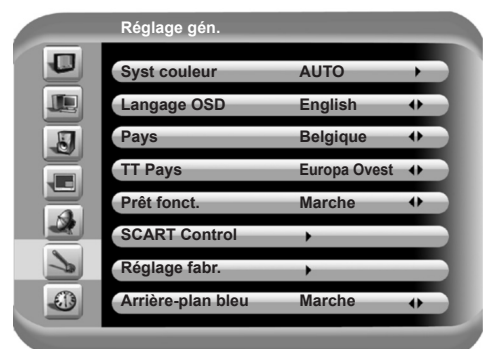 Réglage gén.
Syst couleur AUTO
Langage OSD English
Pays Belgique
TT Pays Europa Ovest
Prêt fonct. Marche
SCART Control
Réglage fabr.
Arrière-plan bleu Marche